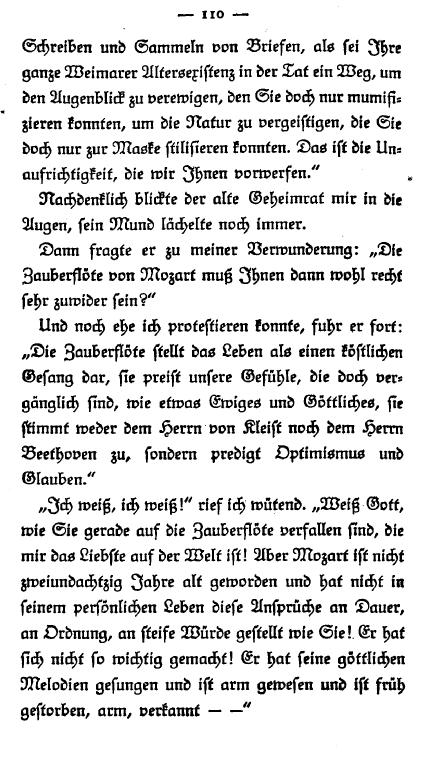 — 110 —
Schreiben und Sammeln von Briefen, als sei Ihre
ganze Weimarer Altersexistenz in der Tat ein Weg, um
den Augenblick zu verewigen, den Sie doch nur mumifi-
zieren konnten, um die Natur zu vergeistigen, die Sie
doch nur zur Maske stilisieren konnten. Das ist die Un-
aufrichtigkeit, die wir Ihnen vorwerfen.“
Nachdenklich blickte der alte Geheimrat mir in die
Augen, sein Mund lächelte noch immer.
Dann fragte er zu meiner Verwunderung: „Die
Zauberflöte von Mozart muß Ihnen dann wohl recht
sehr zuwider sein?“
Und noch ehe ich protestieren konnte, fuhr er fort:
„Die Zauberflöte stellt das Leben als einen köstlichen
Gesang dar, sie preist unsere Gefühle, die doch ver-
gänglich sind, wie etwas Ewiges und Göttliches, sie
stimmt weder dem Herrn von Kleist noch dem Herrn
Beethoven zu, sondern predigt Optimismus und
Glauben.“
„Ich weiß, ich weiß!“ rief ich wütend. „Weiß Gott,
wie Sie gerade auf die Zauberflöte verfallen sind, die
mir das Liebste auf der Welt ist! Aber Mozart ist nicht
zweiundachtzig Jahre alt geworden und hat nicht in
seinem persönlichen Leben diese Ansprüche an Dauer,
an Ordnung, an steife Würde gestellt wie Sie! Er hat
sich nicht so wichtig gemacht! Er hat seine göttlichen
Melodien gesungen und ist arm gewesen und ist früh
gestorben, arm, verkannt — —“